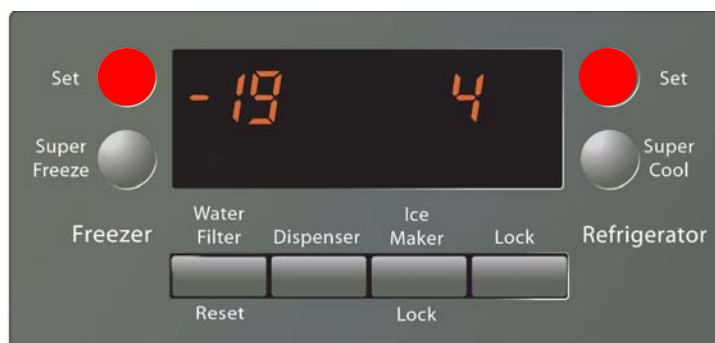 Set
-19
4
Set
Super
Freeze
Super
Cool
Freezer
Water
Filter
Dispenser
Ice
Maker
Lock
Refrigerator
Reset
Lock